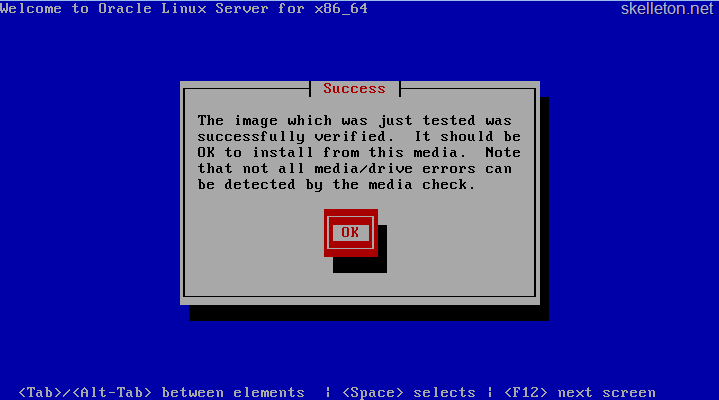 Welcome to Oracle Linux Server for x86_64
skelleton.net
Success
The image which was just tested was
successfully verified.  It should be
OK to install from this media.  Note
that not all media/drive errors can
be detected by the media check.
OK
<Tab>/<Alt-Tab> between elements  | <Space> selects | <F12> next screen